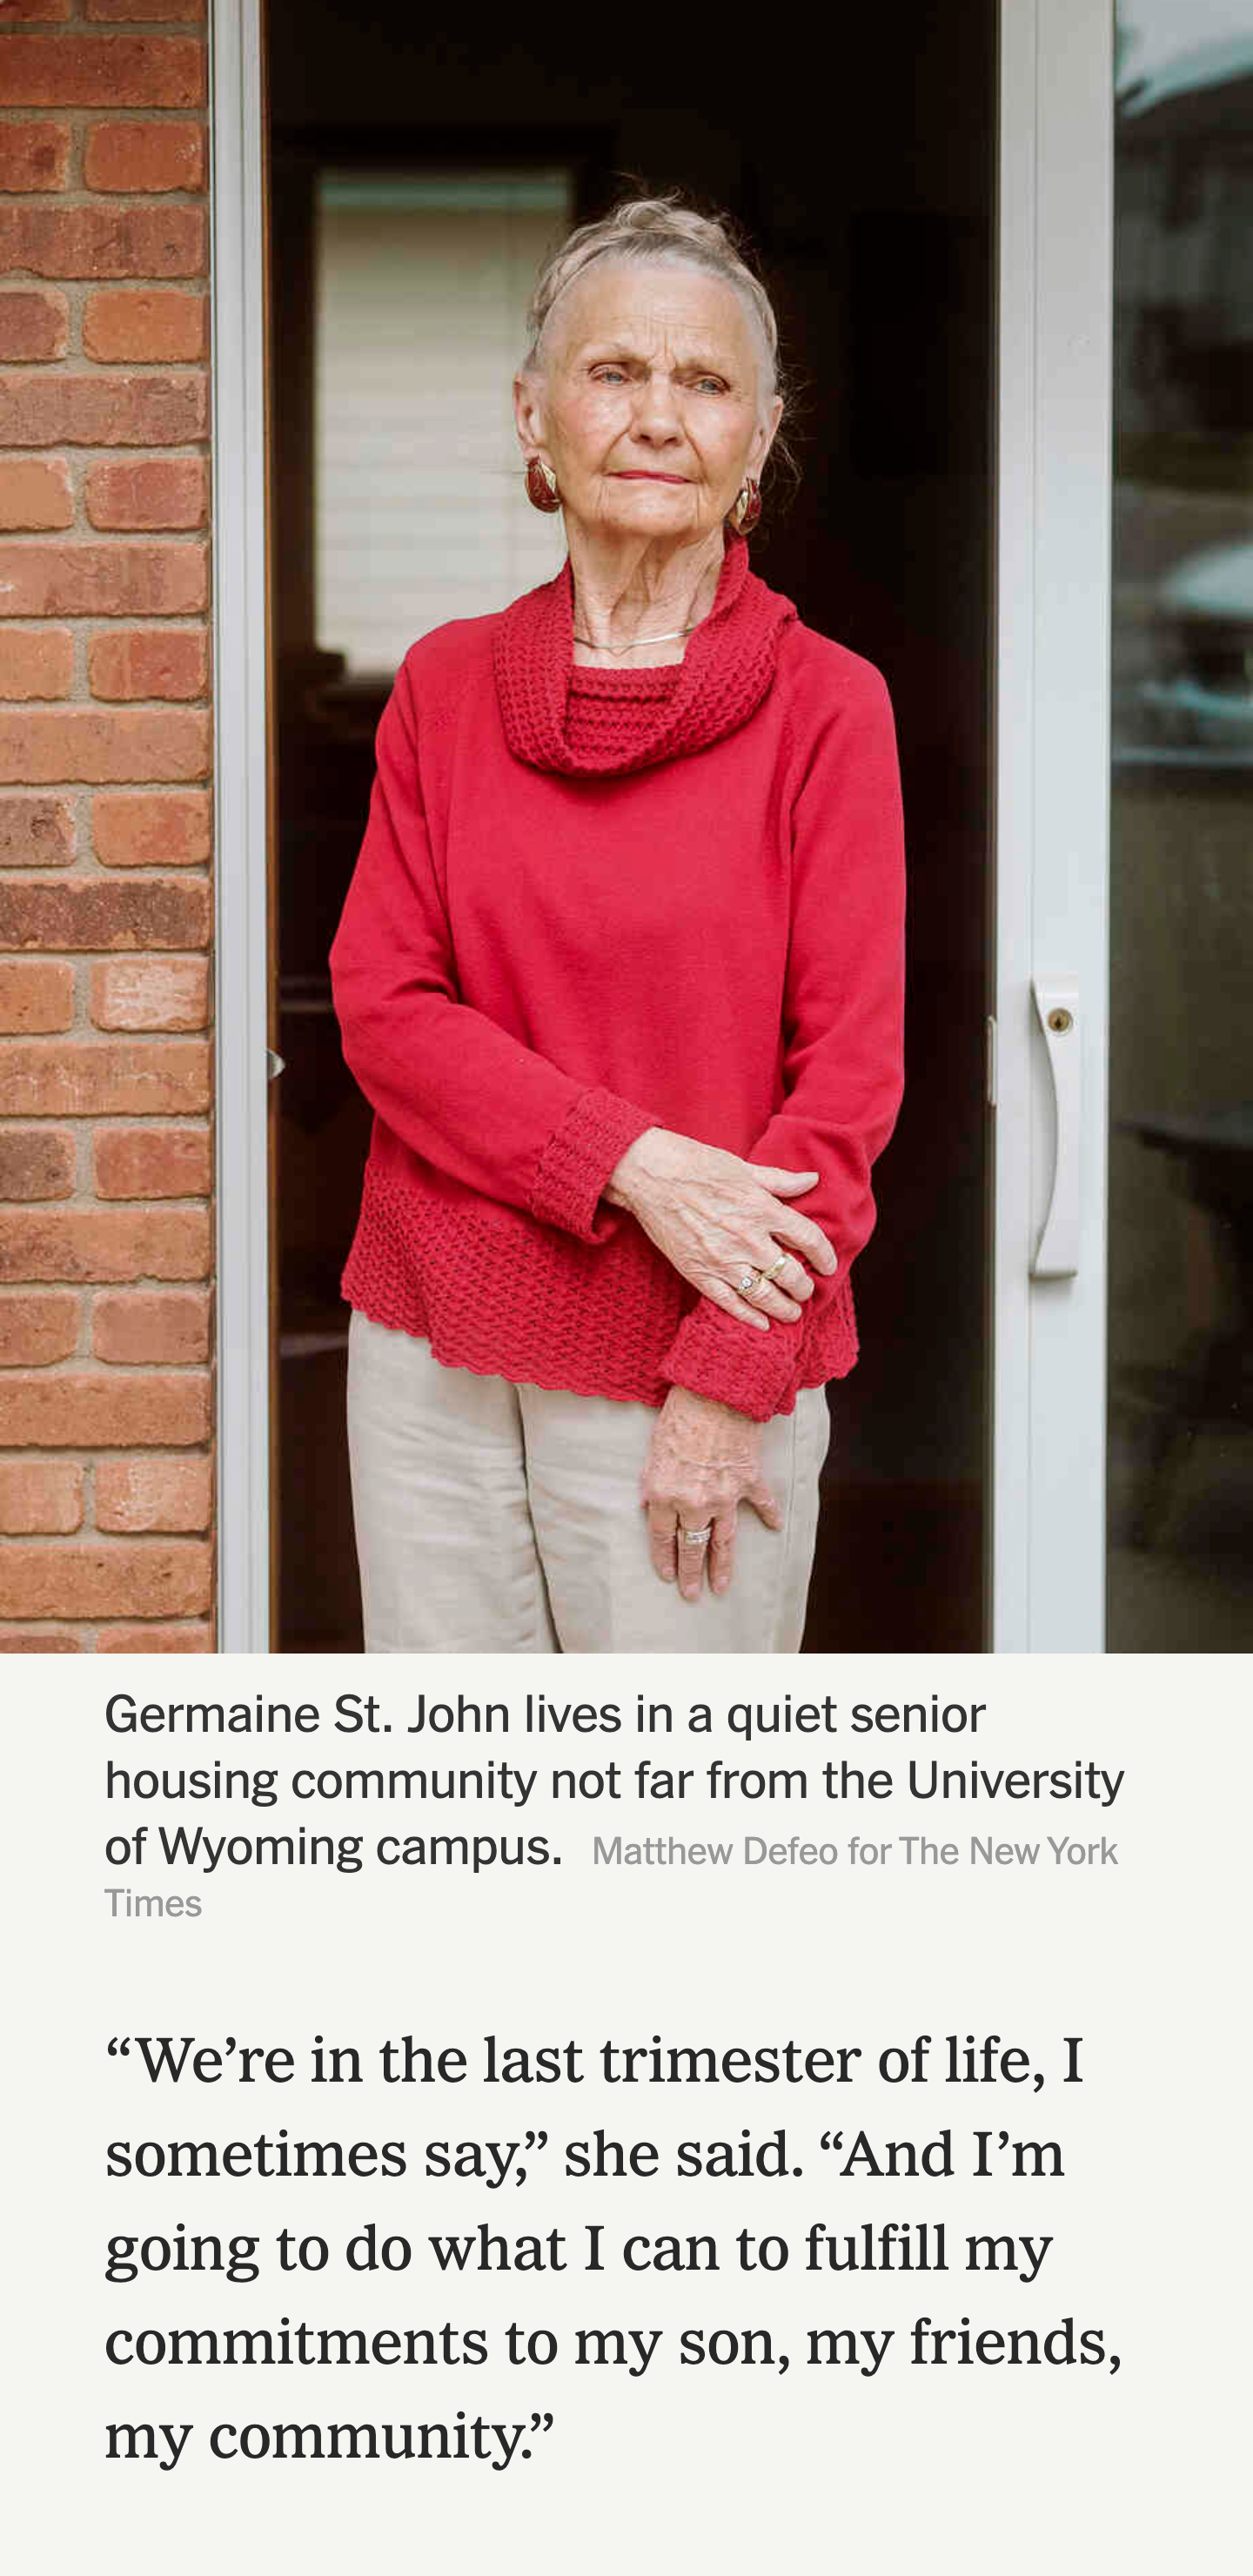 Germaine St. John lives in a quiet senior
housing community not far from the University
of Wyoming campus. Matthew Defeo for The New York
Times
“We’re in the last trimester of life, I
sometimes say,” she said. “And I’m
going to do what I can to fulfill my
commitments to my son, my friends,
my community.”